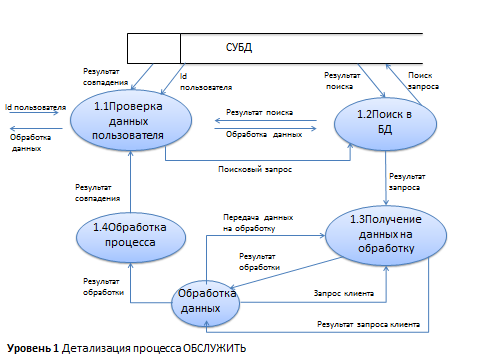 СУБД
Результат
совпадения
Id
пользователя
Результат
поиска
Поиск
запроса
Id пользователя
Обработка
данных
1.1Проверка
данных
пользователя
Результат поиска
Обработка данных
1.2Поиск в
БД
Поисковый запрос
Результат
запроса
Результат
совпадения
1.4Обработка
процесса
Передача данных
на обработку
1.3Получение
данных на
обработку
Результат
обработки
Результат
обработки
Обработка
данных
Запрос клиента
Результат запроса клиента
Уровень 1 Детализация процесса ОБСЛУЖИТЬ